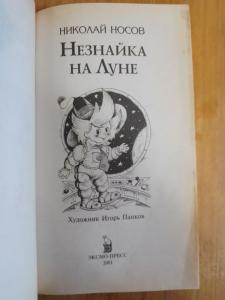 НИКОЛАЙ НОСОВ
НЕЗНАЙКА
НА ЛУНЕ
Художник Игорь Панков
ЭКСМО-ПРЕСС
2001